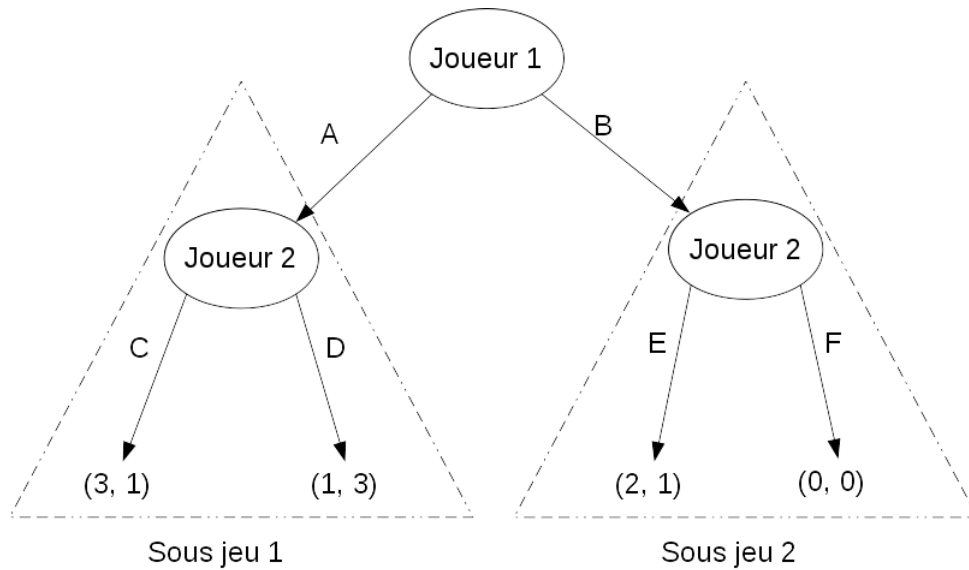 Joueur 1
A
B
Joueur 2
Joueur 2
C
D
E
F
(3, 1)
(1, 3)
(2, 1)
(0, 0)
Sous jeu 1
Sous jeu 2